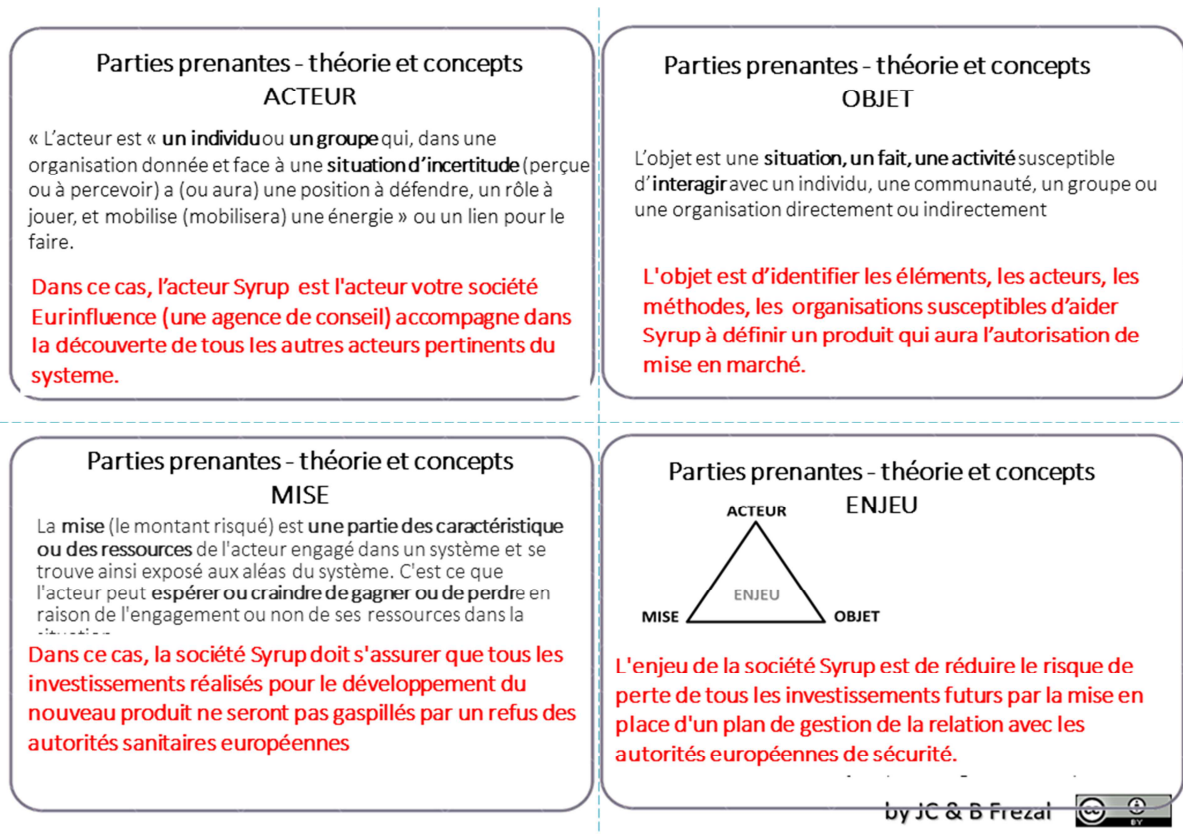 Parties prenantes - théorie et concepts
ACTEUR
« L'acteur est « un individu ou un groupe qui, dans une
organisation donnée et face à une situation d'incertitude (perçue
ou à percevoir) a (ou aura) une position à défendre, un rôle à
jouer, et mobilise (mobilisera) une énergie » ou un lien pour le
faire.
Dans ce cas, l'acteur Syrup est l'acteur votre société
Eurinfluence (une agence de conseil) accompagne dans
la découverte de tous les autres acteurs pertinents du
systeme.
Parties prenantes - théorie et concepts
OBJET
L'objet est une situation, un fait, une activité susceptible
d'interagir avec un individu, une communauté, un groupe ou
une organisation directement ou indirectement
L'objet est d'identifier les éléments, les acteurs, les
méthodes, les organisations susceptibles d'aider
Syrup à définir un produit qui aura l'autorisation de
mise en marché.
Parties prenantes - théorie et concepts
MISE
La mise (le montant risqué) est une partie des caractéristique
ou des ressources de l'acteur engagé dans un système et se
trouve ainsi exposé aux aléas du système. C'est ce que
l'acteur peut espérer ou craindre de gagner ou de perdre en
raison de l'engagement ou non de ses ressources dans la
Dans ce cas, la société Syrup doit s'assurer que tous les
investissements réalisés pour le développement du
nouveau produit ne seront pas gaspillés par un refus des
autorités sanitaires européennes
Parties prenantes - théorie et concepts
ENJEU
ACTEUR
ENJEU
MISE
OBJET
L'enjeu de la société Syrup est de réduire le risque de
perte de tous les investissements futurs par la mise en
place d'un plan de gestion de la relation avec les
autorités européennes de sécurité.
by JC & B Frezal
cc
BY